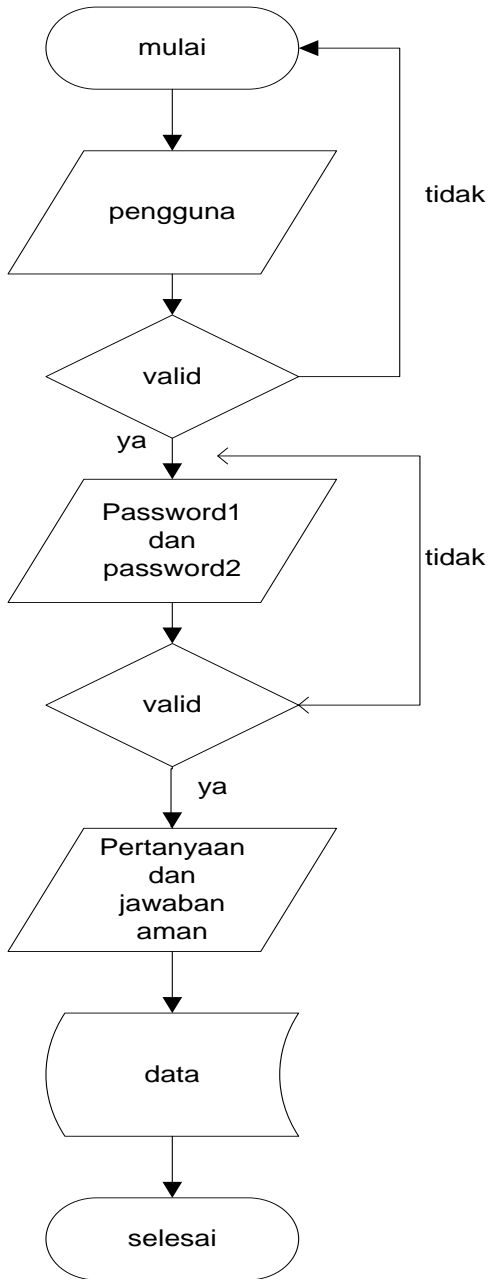 mulai
tidak
pengguna
valid
ya
Password1
dan
password2
tidak
valid
ya
Pertanyaan
dan
jawaban
aman
data
selesai